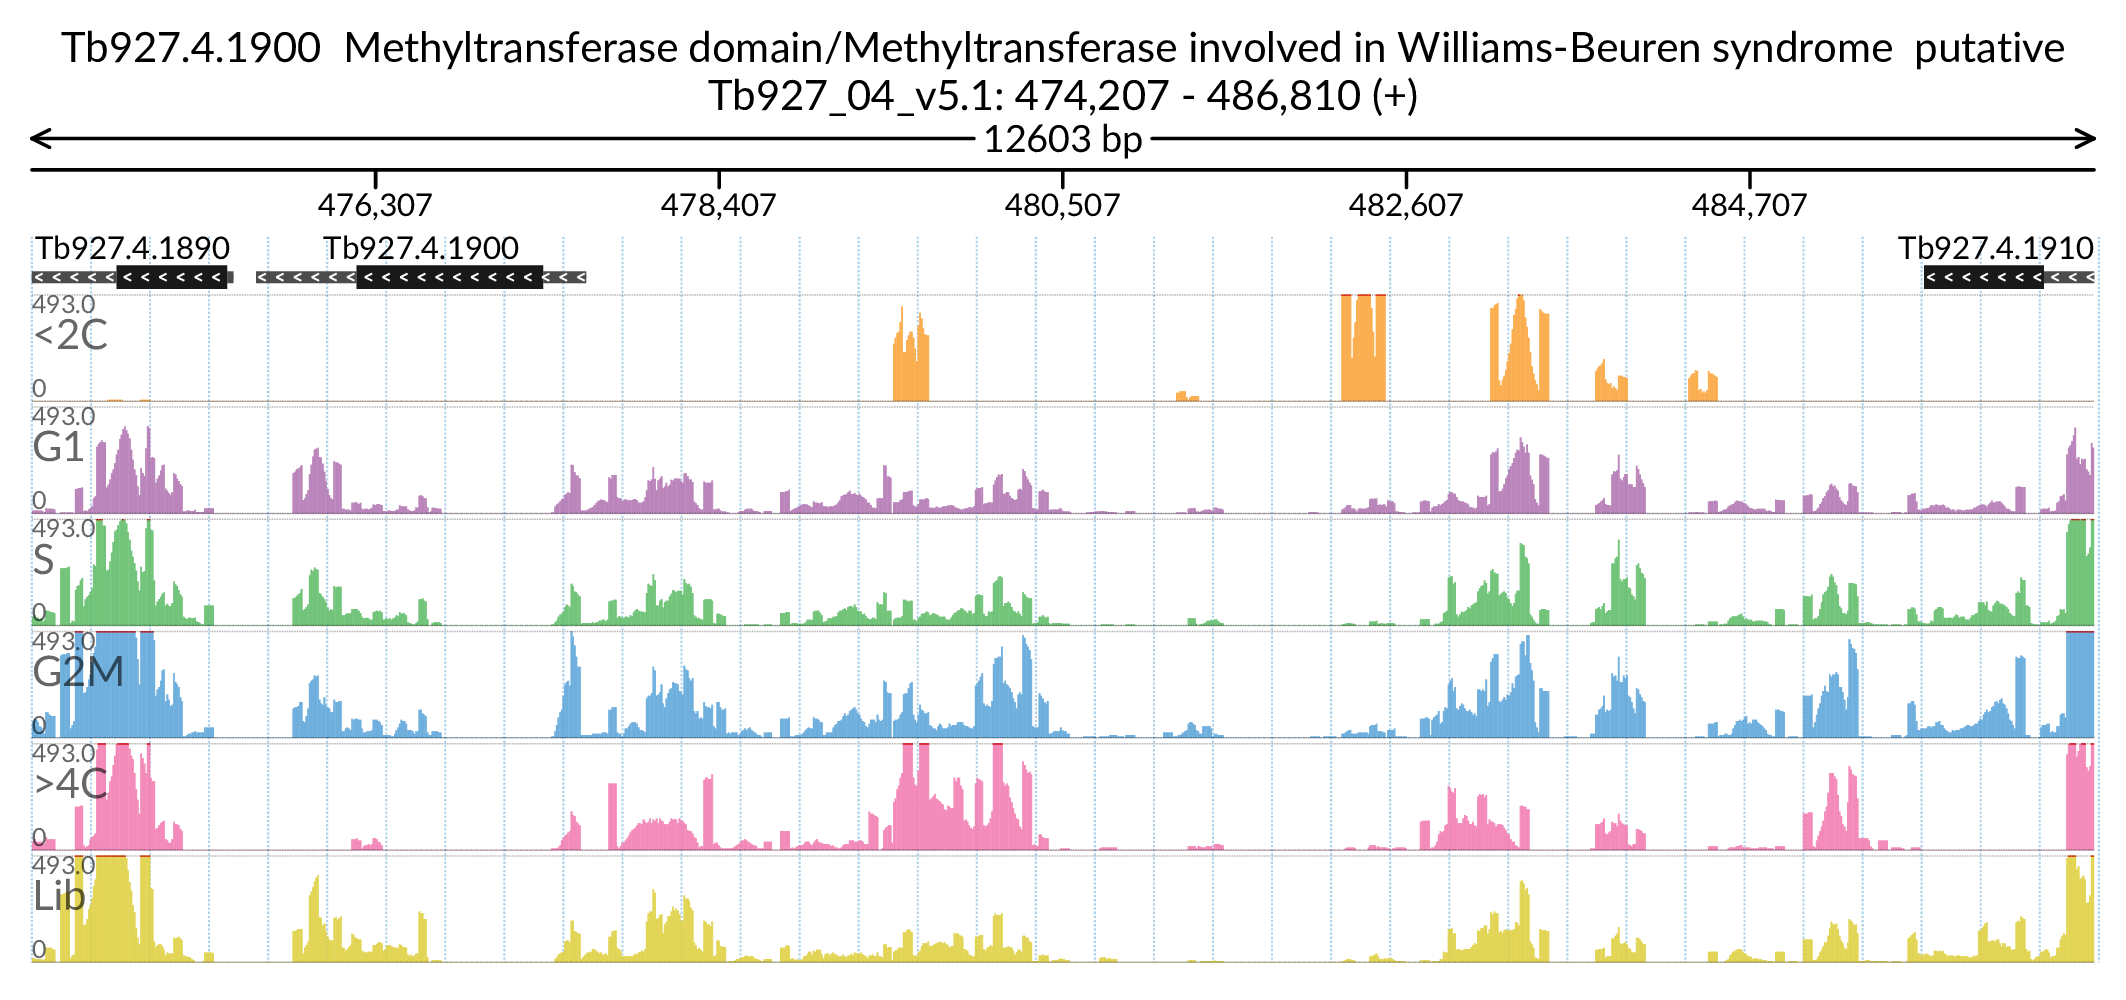 Tb927.4.1900 Methyltransferase domain/Methyltransferase involved in Williams-Beuren syndrome putative
Tb927_04_v5.1: 474,207 - 486,810 (+)
12603 bp
476,307 478,407 480,507 482,607 484,707
Tb927.4.1890 Tb927.4.1900 Tb927.4.1910
493.0
<2C
0
493.0
G1
0
493.0
S
0
493.0
G2M
0
493.0
>4C
0
493.0
Lib
0